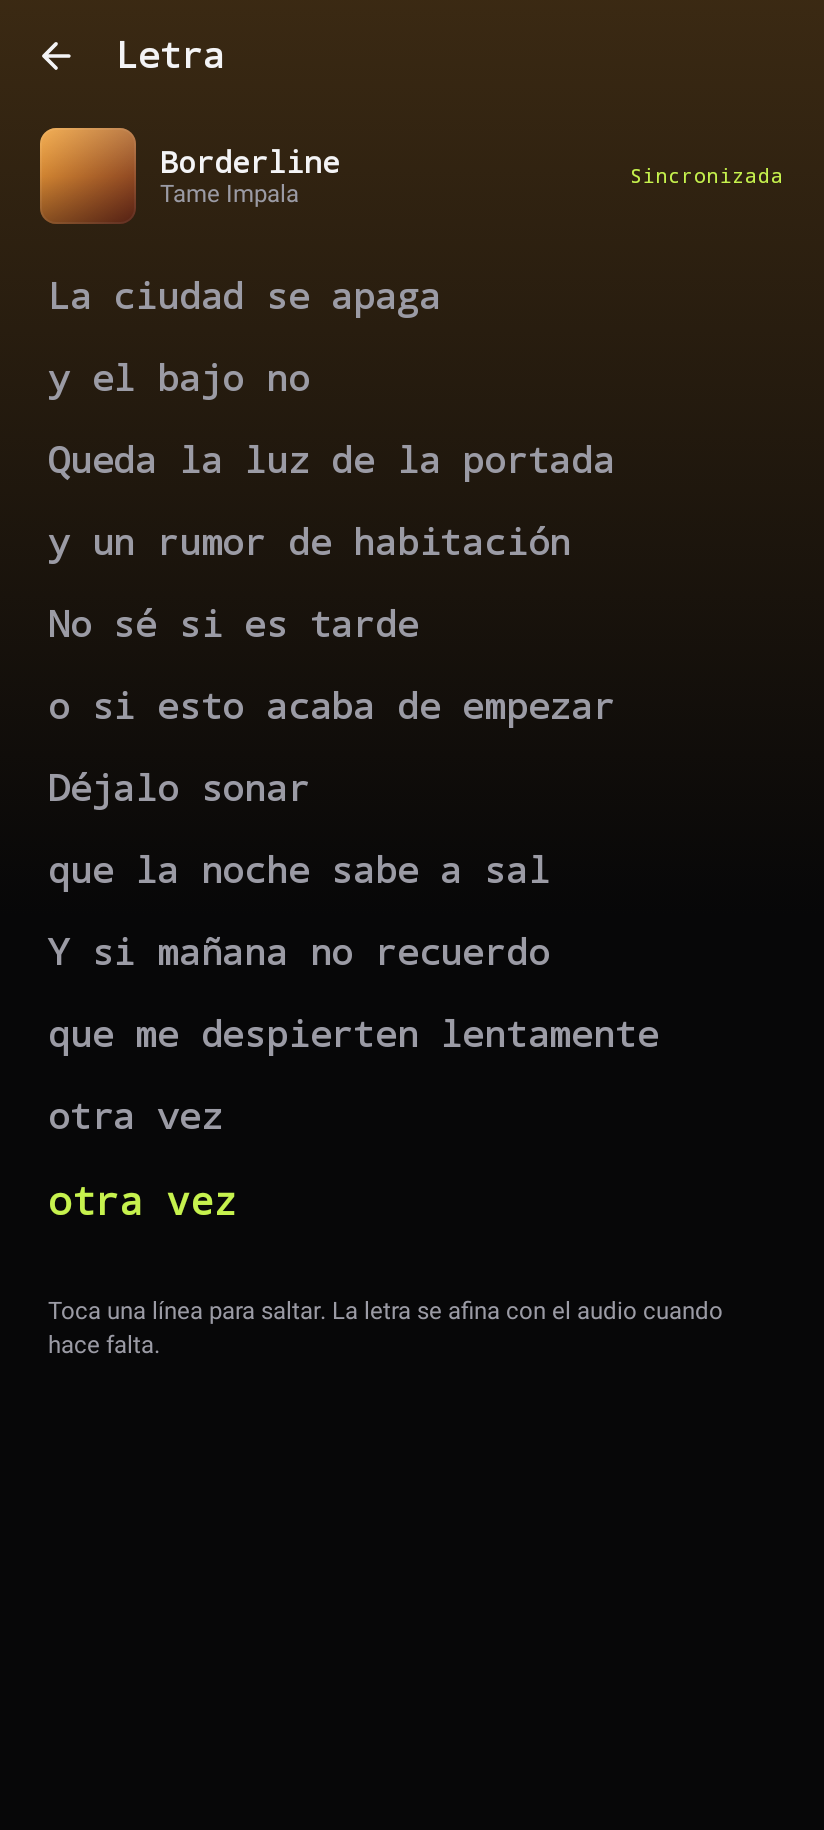 Letra
Borderline
Tame Impala
Sincronizada
La ciudad se apaga
y el bajo no
Queda la luz de la portada
y un rumor de habitación
No sé si es tarde
o si esto acaba de empezar
Déjalo sonar
que la noche sabe a sal
Y si mañana no recuerdo
que me despierten lentamente
otra vez
otra vez
Toca una línea para saltar. La letra se afina con el audio cuando
hace falta.